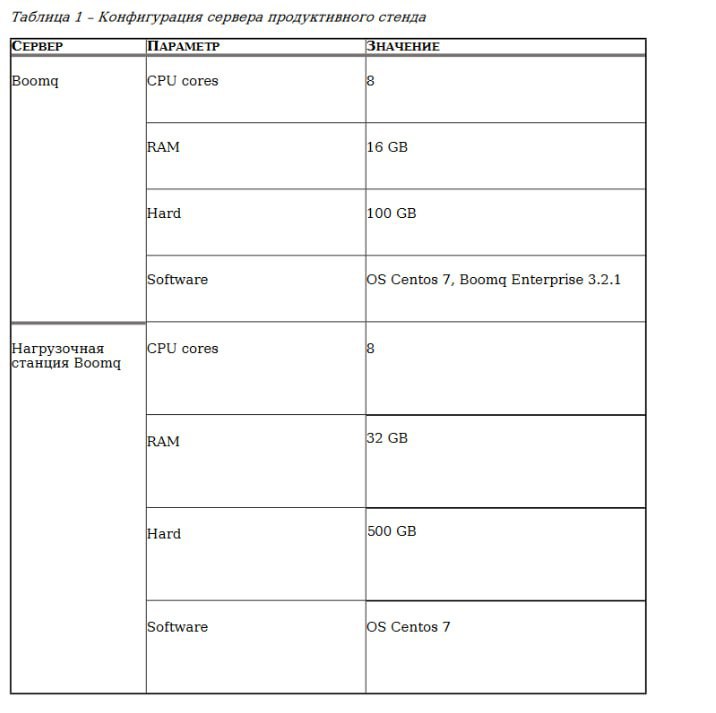 Таблица 1 – Конфигурация сервера продуктивного стенда
СЕРВЕР ПАРАМЕТР ЗНАЧЕНИЕ
Boomq CPU cores 8
RAM 16 GB
Hard 100 GB
Software OS Centos 7, Boomq Enterprise 3.2.1
Нагрузочная CPU cores 8
станция Boomq
RAM 32 GB
Hard 500 GB
Software OS Centos 7